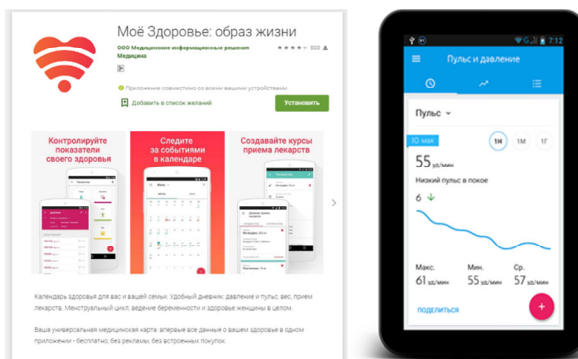 Моё Здоровье: образ жизни
ООО Медицинские информационные решения
Медицина
Приложение совместимо со всеми вашими устройствами.
Добавить в список желаний
Установить
Контролируйте
показатели
своего здоровья
Следите
за событиями
в календаре
Создавайте курсы
приема лекарств
Календарь здоровья для вас и вашей семьи. Удобный дневник: давление и пульс, вес, прием
лекарств. Менструальный цикл, ведение беременности и здоровье женщины в целом.
Ваша универсальная медицинская карта: впервые все данные о вашем здоровье в одном
приложении - бесплатно, без рекламы, без встроенных покупок.
7:12
Пульс и давление
Пульс
10 мая
1Н 1М 1Г
55 уд/мин
Низкий пульс в покое
6
Макс. Мин. Ср.
61 уд/мин 55 уд/мин 57 уд/мин
ПОДЕЛИТЬСЯ